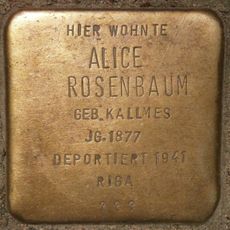 HIER WOHNTE
ALICE
ROSENBAUM
GEB. KALLMES
JG. 1877
DEPORTIERT 1941
RIGA
???